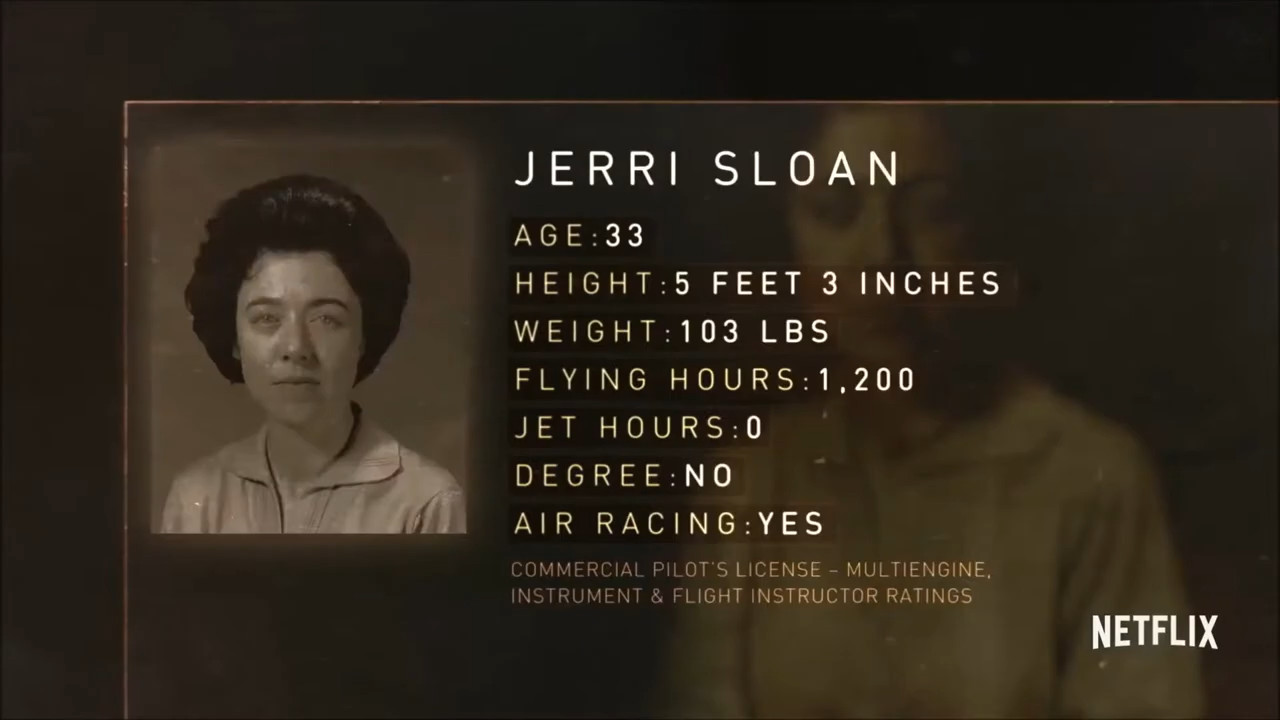 JERRI SLOAN
AGE:33
HEIGHT:5 FEET 3 INCHES
WEIGHT:103 LBS
FLYING HOURS:1,200
JET HOURS:0
DEGREE:NO
AIR RACING:YES
COMMERCIAL PILOT'S LICENSE – MULTIENGINE,
INSTRUMENT & FLIGHT INSTRUCTOR RATINGS
NETFLIX